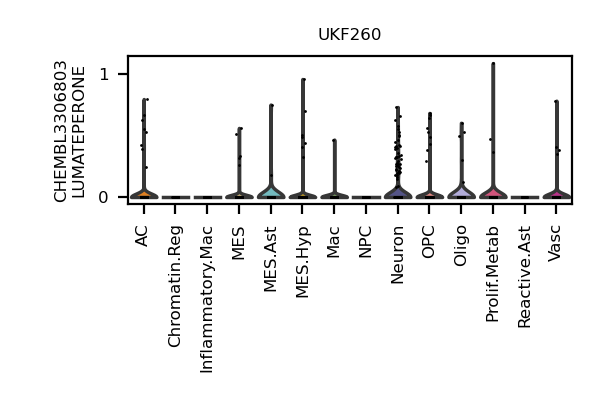 UKF260
CHEMBL3306803
LUMATEPERONE
1
0
AC
Chromatin.Reg
Inflammatory.Mac
MES
MES.Ast
MES.Hyp
Mac
NPC
Neuron
OPC
Oligo
Prolif.Metab
Reactive.Ast
Vasc